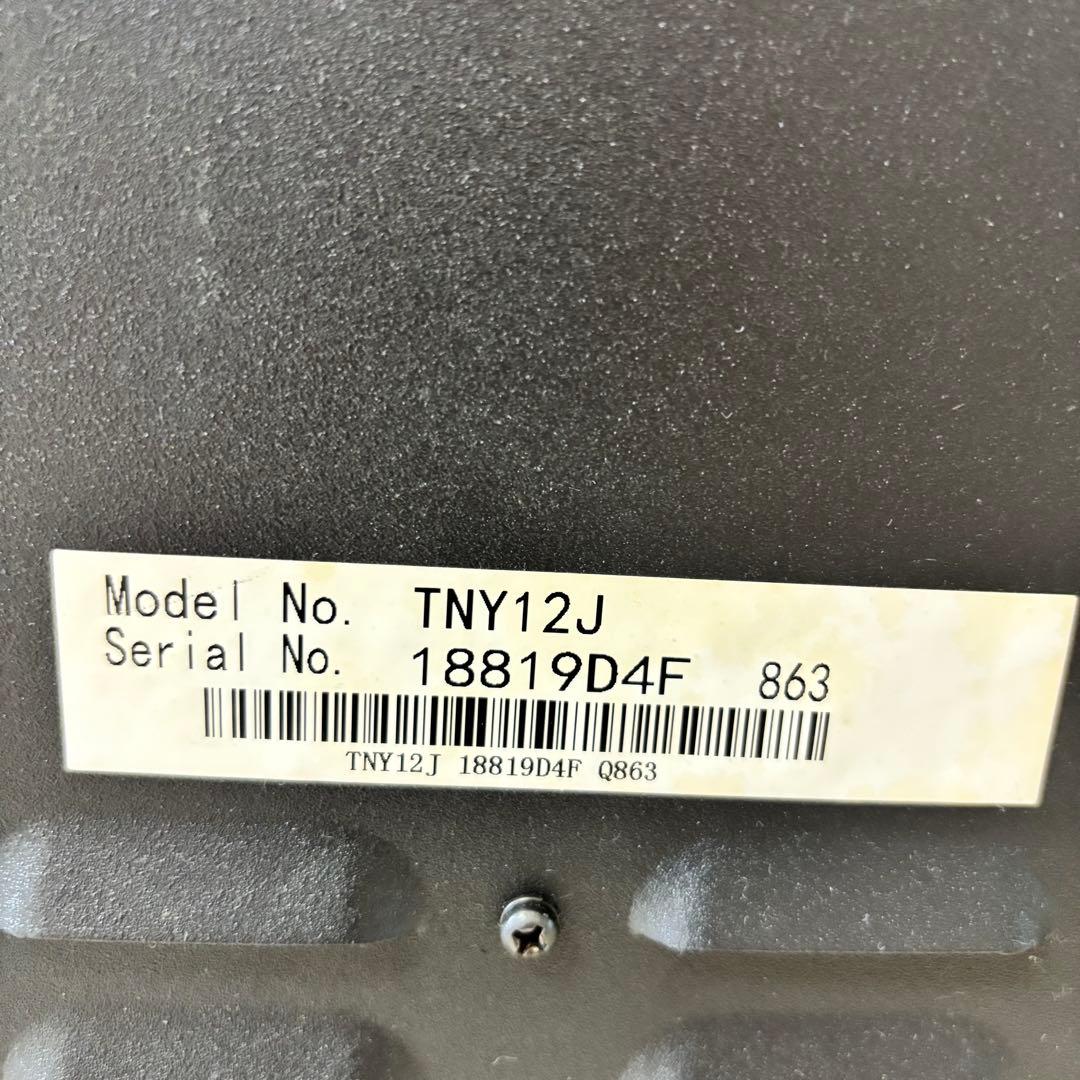 Model No. TNY12J
Serial No. 18819D4F 863
TNY12J 18819D4F Q863